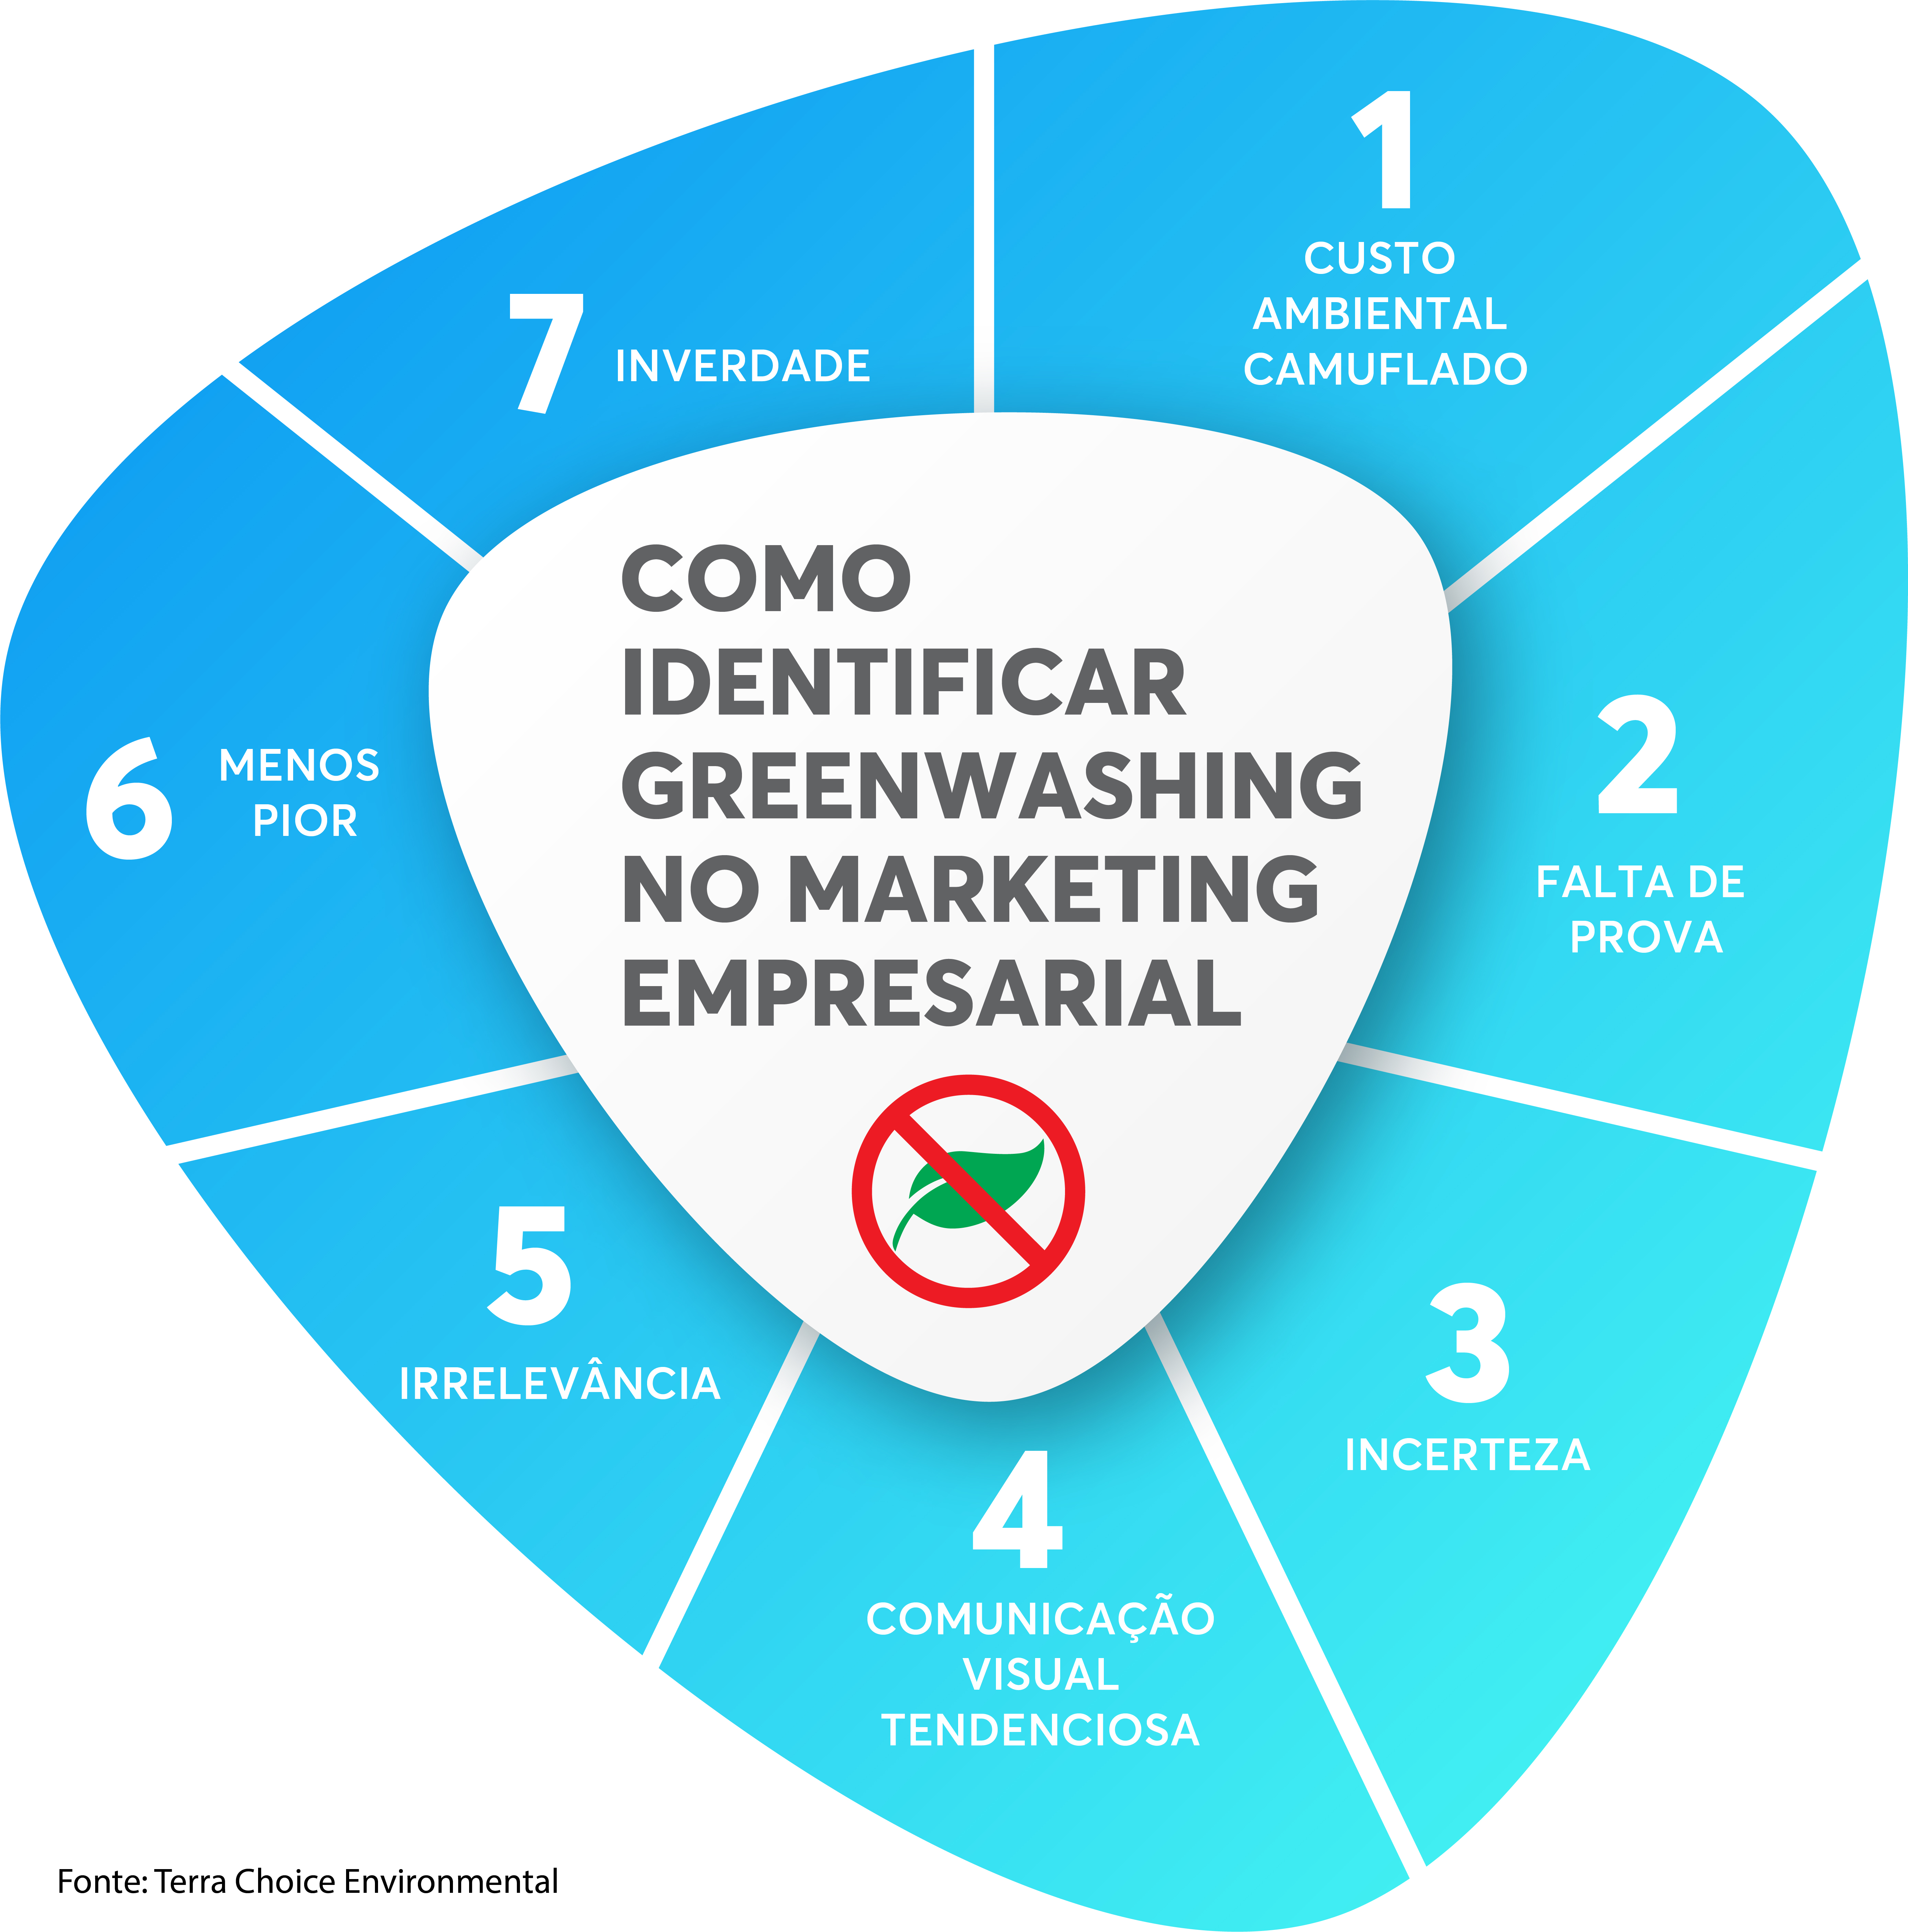 COMO
IDENTIFICAR
GREENWASHING
NO MARKETING
EMPRESARIAL
1
CUSTO
AMBIENTAL
CAMUFLADO
2
FALTA DE
PROVA
3
INCERTEZA
4
COMUNICAÇÃO
VISUAL
TENDENCIOSA
5
IRRELEVÂNCIA
6
MENOS
PIOR
7
INVERDADE
Fonte: Terra Choice Environmental